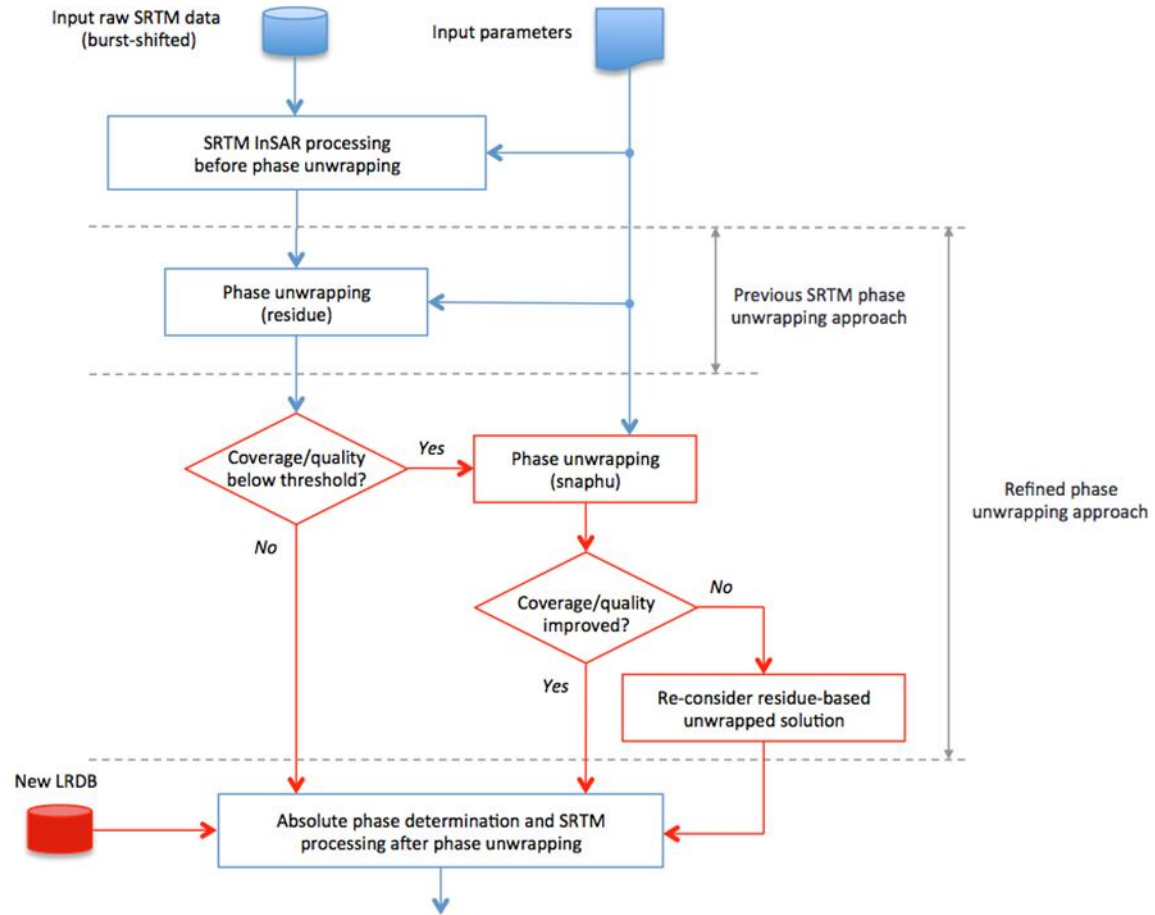 Input raw SRTM data
(burst-shifted)
Input parameters
SRTM InSAR processing
before phase unwrapping
Phase unwrapping
(residue)
Previous SRTM phase
unwrapping approach
Coverage/quality
below threshold?
Yes
Phase unwrapping
(snaphu)
Refined phase
unwrapping approach
No
Coverage/quality
improved?
No
Yes
Re-consider residue-based
unwrapped solution
New LRDB
Absolute phase determination and SRTM
processing after phase unwrapping